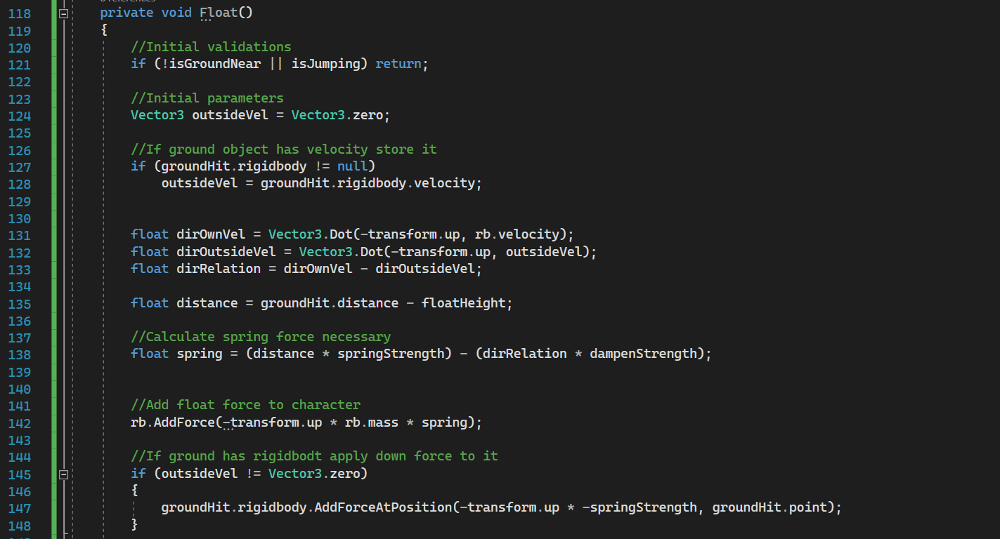 118 private void Float()
119 {
120 //Initial validations
121 if (!isGroundNear || isJumping) return;
122
123 //Initial parameters
124 Vector3 outsideVel = Vector3.zero;
125
126 //If ground object has velocity store it
127 if (groundHit.rigidbody != null)
128 outsideVel = groundHit.rigidbody.velocity;
129
130
131 float dirOwnVel = Vector3.Dot(-transform.up, rb.velocity);
132 float dirOutsideVel = Vector3.Dot(-transform.up, outsideVel);
133 float dirRelation = dirOwnVel - dirOutsideVel;
134
135 float distance = groundHit.distance - floatHeight;
136
137 //Calculate spring force necessary
138 float spring = (distance * springStrength) - (dirRelation * dampenStrength);
139
140
141 //Add float force to character
142 rb.AddForce(-transform.up * rb.mass * spring);
143
144 //If ground has rigidbodt apply down force to it
145 if (outsideVel != Vector3.zero)
146 {
147 groundHit.rigidbody.AddForceAtPosition(-transform.up * -springStrength, groundHit.point);
148 }